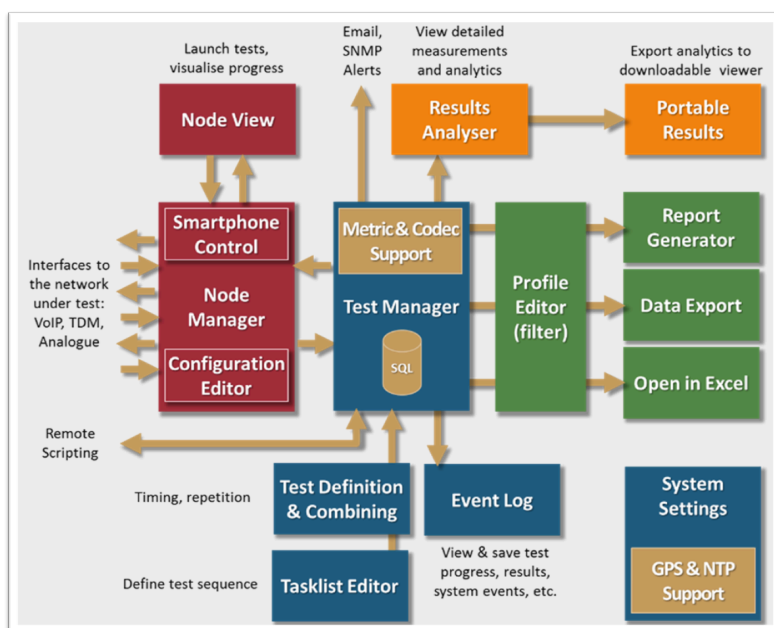 Launch tests,
visualise progress
Email,
SNMP
Alerts
View detailed
measurements
and analytics
Export analytics to
downloadable viewer
Node View
Results
Analyser
Portable
Results
Smartphone
Control
Metric & Codec
Support
Report
Generator
Interfaces to
the network
under test:
VoIP, TDM,
Analogue
Node
Manager
Test Manager
Profile
Editor
(filter)
Data Export
SQL
Configuration
Editor
Open in Excel
Remote
Scripting
Timing, repetition
Test Definition
& Combining
Event Log
System
Settings
View & save test
progress, results,
system events, etc.
Define test sequence
Tasklist Editor
GPS & NTP
Support